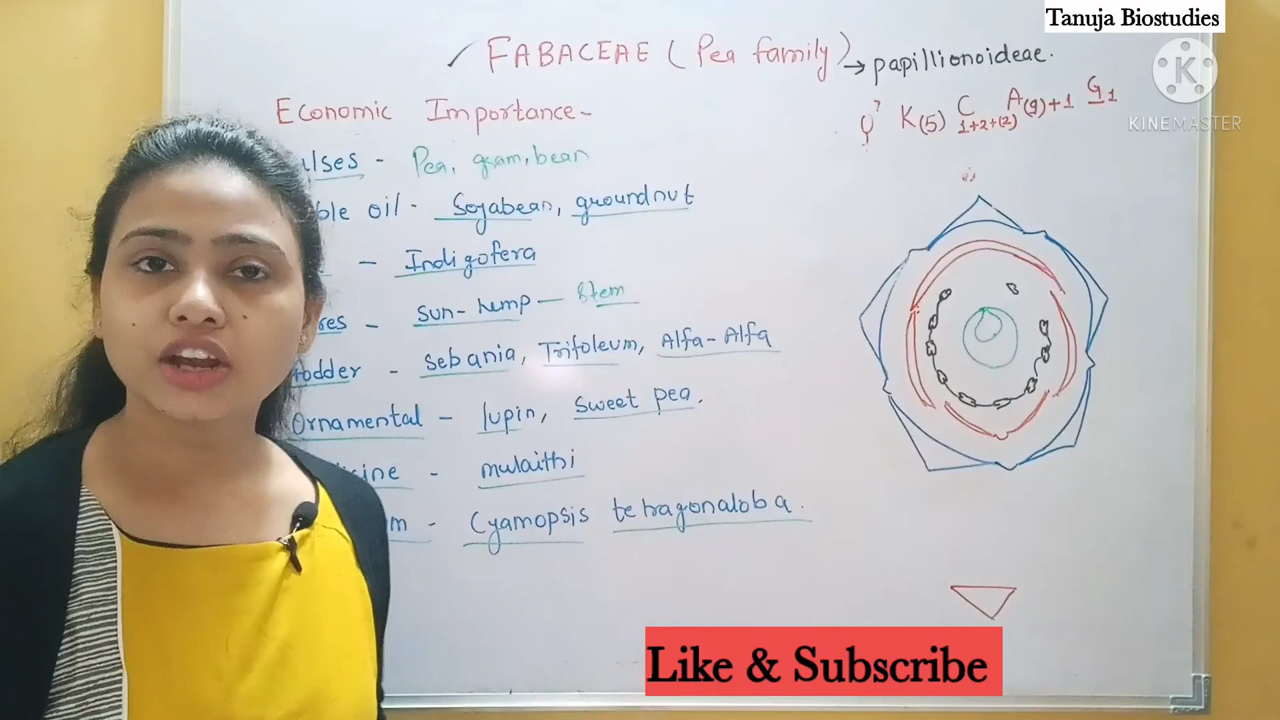 Tanuja Biostudies
FABACEAE (Pea family) → papillionoideae.
K(5) C1+2+(2) A(9)+1 G1
KINEMASTER
Economic Importance-
ulses - Pea, gram, bean
ble oil - Soyabean, groundnut
- Indigofera
res - Sun-hemp - Stem
fodder - Sebania, Trifoleum, Alfa-Alfa
Ornamental - lupin, Sweet pea.
icine - mulaithi
m - Cyamopsis tetragonaloba.
Like & Subscribe